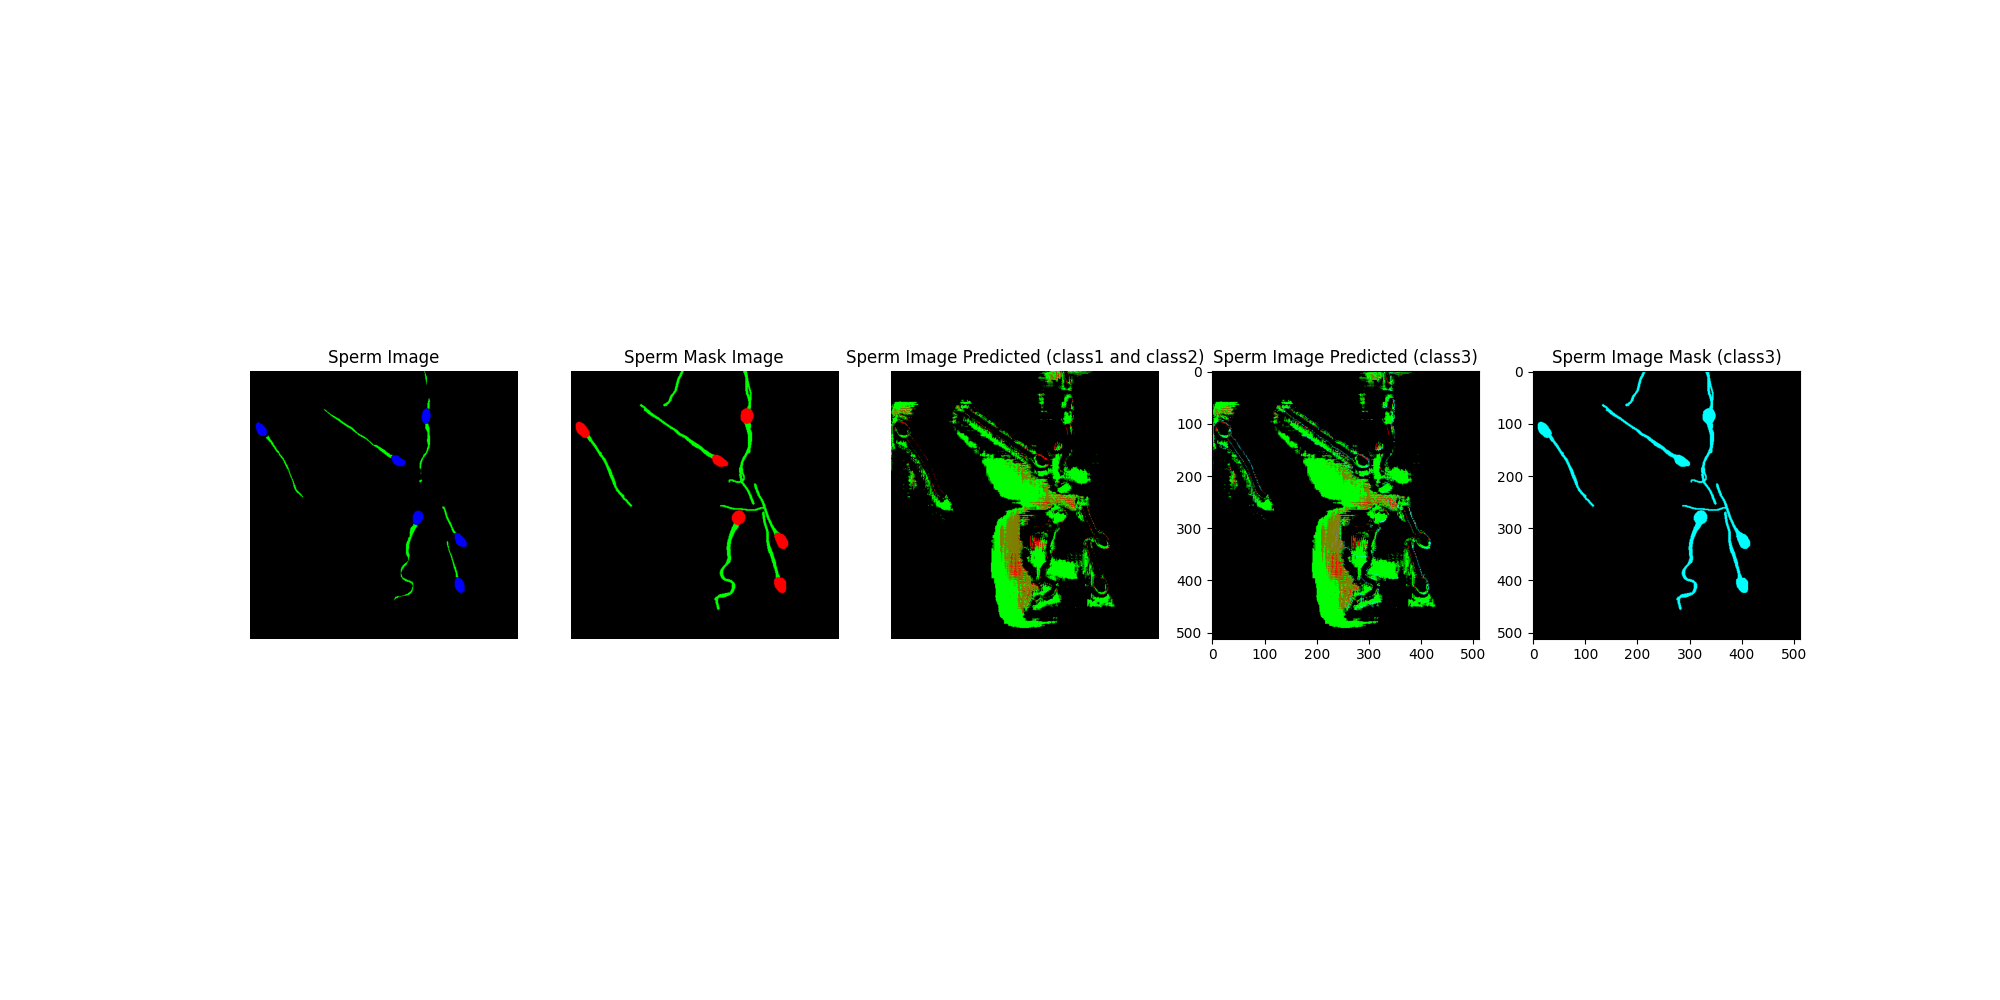 Sperm Image
Sperm Mask Image
Sperm Image Predicted (class1 and class2)
Sperm Image Predicted (class3)
Sperm Image Mask (class3)
0
100
200
300
400
500
0 100 200 300 400 500
0
100
200
300
400
500
0 100 200 300 400 500